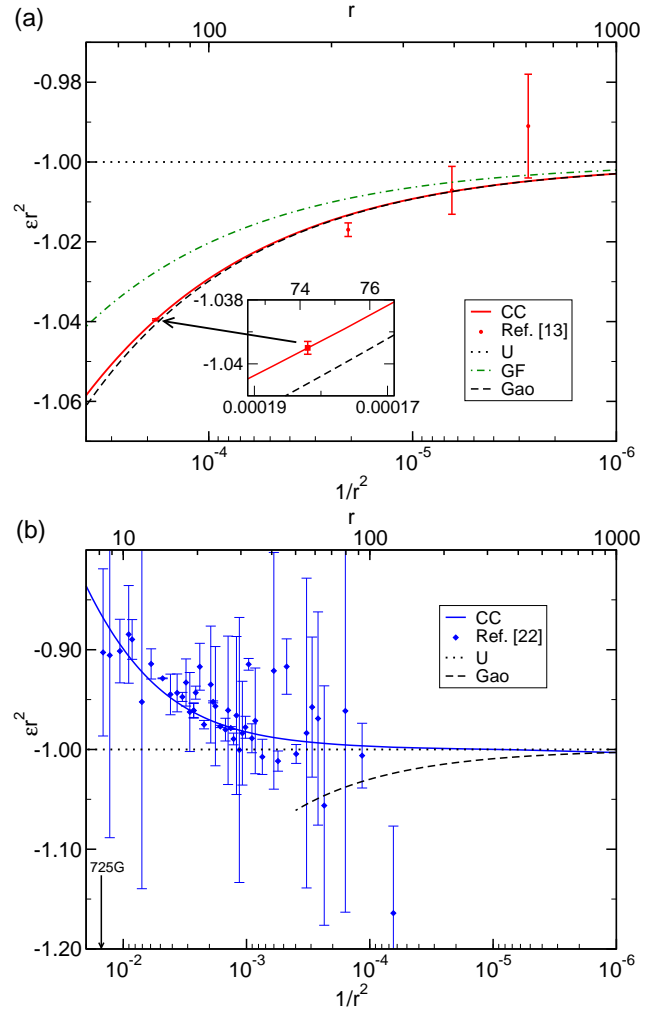 (a)
r
100
1000
εr²
-0.98
-1.00
-1.02
-1.04
-1.06
74
76
-1.038
-1.04
0.00019
0.00017
CC
Ref. [13]
U
GF
Gao
10⁻⁴
10⁻⁵
10⁻⁶
1/r²
(b)
r
10
100
1000
εr²
-0.90
-1.00
-1.10
-1.20
CC
Ref. [22]
U
Gao
725G
10⁻²
10⁻³
10⁻⁴
10⁻⁵
10⁻⁶
1/r²